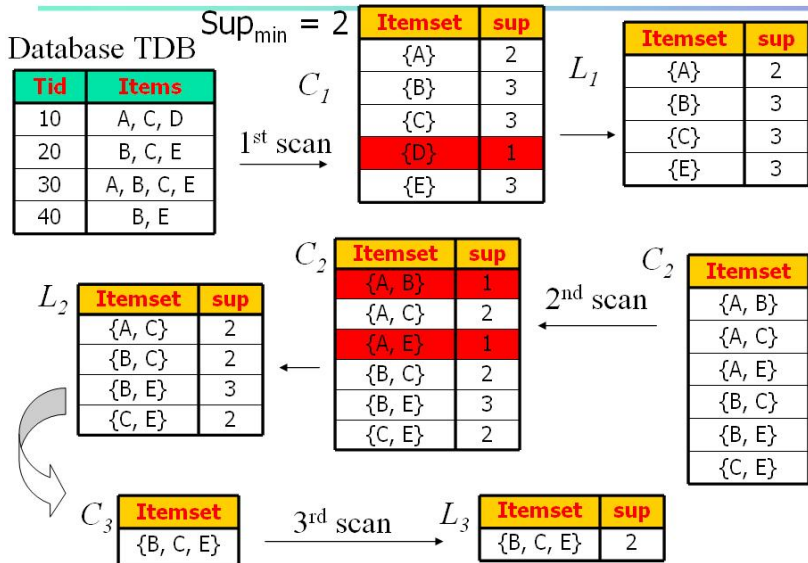 Sup_min = 2
Database TDB
Tid Items
10 A, C, D
20 B, C, E
30 A, B, C, E
40 B, E
1st scan
C1
Itemset sup
{A} 2
{B} 3
{C} 3
{D} 1
{E} 3
L1
Itemset sup
{A} 2
{B} 3
{C} 3
{E} 3
C2
Itemset
{A, B}
{A, C}
{A, E}
{B, C}
{B, E}
{C, E}
2nd scan
C2
Itemset sup
{A, B} 1
{A, C} 2
{A, E} 1
{B, C} 2
{B, E} 3
{C, E} 2
L2
Itemset sup
{A, C} 2
{B, C} 2
{B, E} 3
{C, E} 2
C3
Itemset
{B, C, E}
3rd scan
L3
Itemset sup
{B, C, E} 2